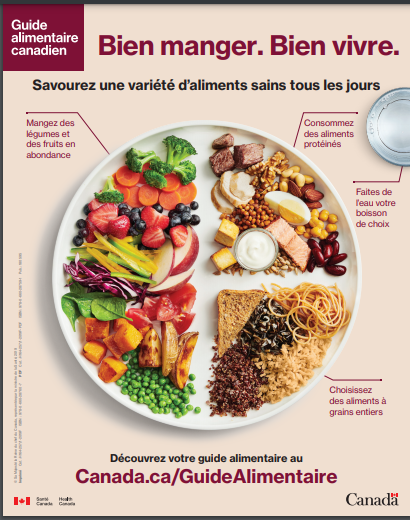 Guide
alimentaire
canadien
Bien manger. Bien vivre.
Savourez une variété d'aliments sains tous les jours
Mangez des
légumes et
des fruits en
abondance
Consommez
des aliments
protéinés
Faites de
l'eau votre
boisson
de choix
Choisissez
des aliments à
grains entiers
Découvrez votre guide alimentaire au
Canada.ca/GuideAlimentaire
Santé
Canada
Health
Canada
Canada